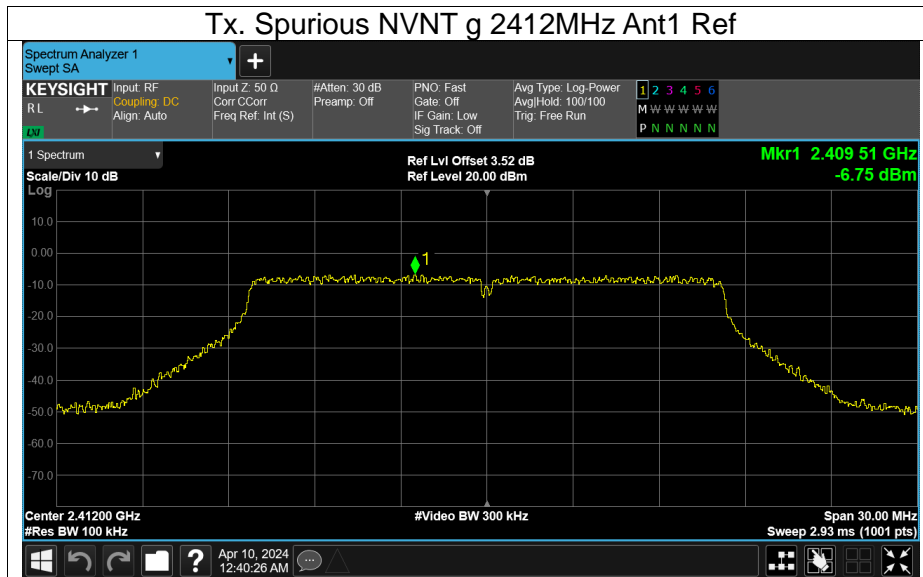 Tx. Spurious NVNT g 2412MHz Ant1 Ref
Spectrum Analyzer 1
Swept SA
+
KEYSIGHT
RL
LXI
Input: RF
Coupling: DC
Align: Auto
Input Z: 50 Ω
Corr CCorr
Freq Ref: Int (S)
#Atten: 30 dB
Preamp: Off
PNO: Fast
Gate: Off
IF Gain: Low
Sig Track: Off
Avg Type: Log-Power
Avg|Hold: 100/100
Trig: Free Run
1 2 3 4 5 6
M W W W W W
P N N N N N
1 Spectrum
Scale/Div 10 dB
Ref Lvl Offset 3.52 dB
Ref Level 20.00 dBm
Mkr1 2.409 51 GHz
-6.75 dBm
Log
10.0
0.00
-10.0
-20.0
-30.0
-40.0
-50.0
-60.0
-70.0
1
Center 2.41200 GHz
#Video BW 300 kHz
Span 30.00 MHz
#Res BW 100 kHz
Sweep 2.93 ms (1001 pts)
?
Apr 10, 2024
12:40:26 AM